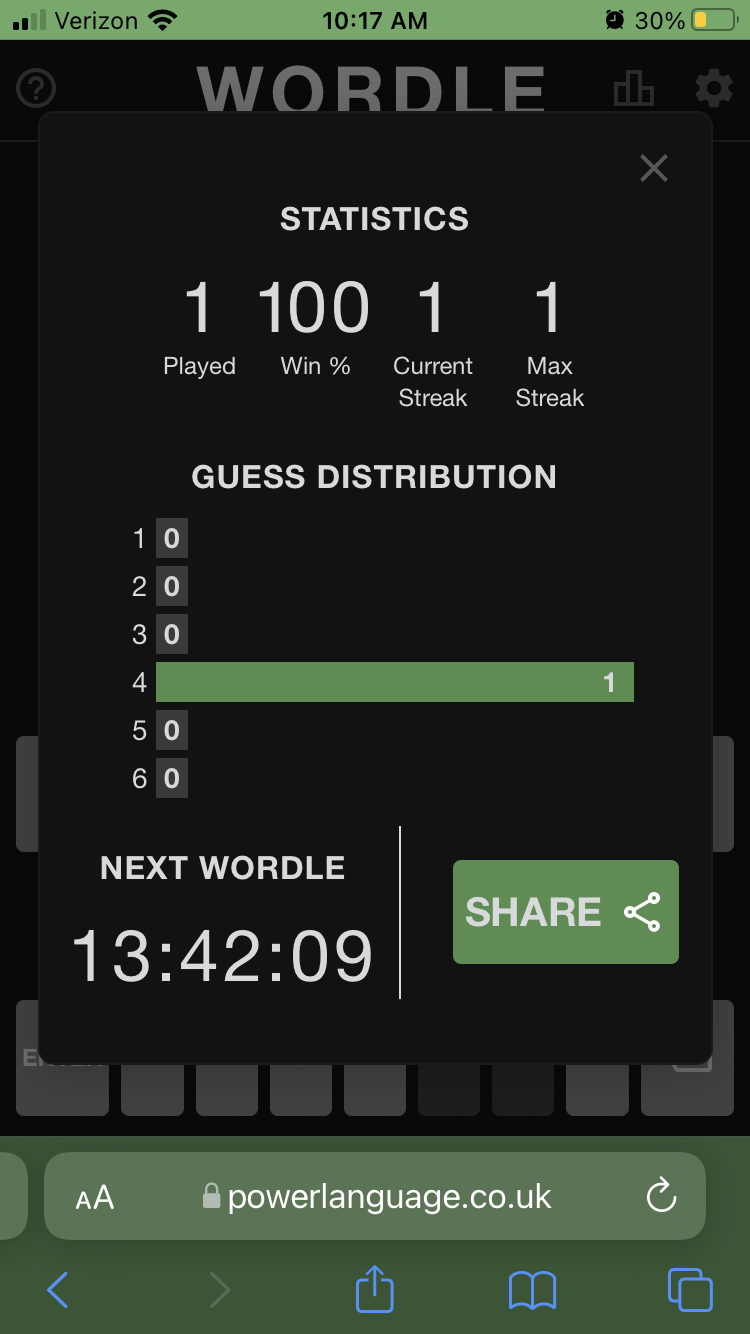 Verizon 10:17 AM 30%
WORDLE
STATISTICS
1 100 1 1
Played Win % Current Streak Max Streak
GUESS DISTRIBUTION
1 0
2 0
3 0
4 1
5 0
6 0
NEXT WORDLE
13:42:09
SHARE
ENTER
AA powerlanguage.co.uk